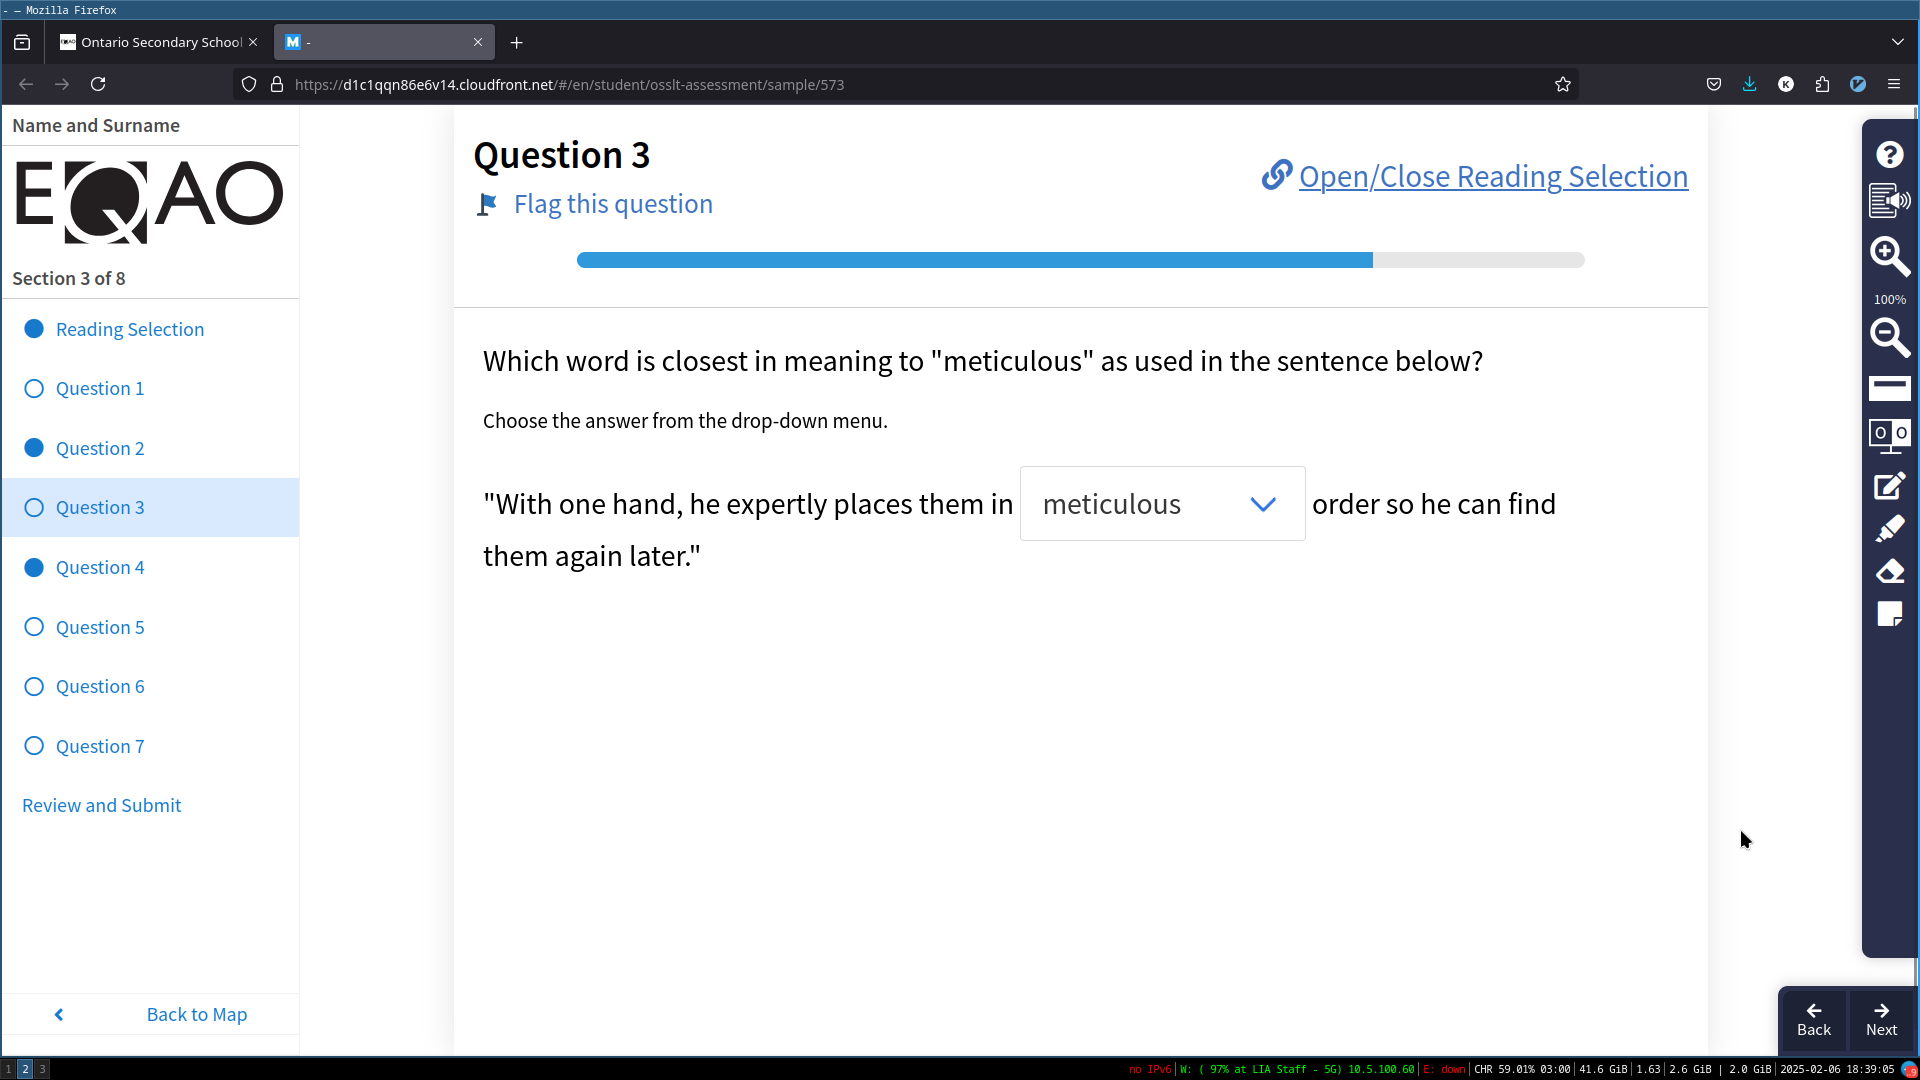 - — Mozilla Firefox
EQAO Ontario Secondary School
M -
https://d1c1qqn86e6v14.cloudfront.net/#/en/student/osslt-assessment/sample/573
K
Name and Surname
EQAO
Section 3 of 8
Reading Selection
Question 1
Question 2
Question 3
Question 4
Question 5
Question 6
Question 7
Review and Submit
Back to Map
Question 3
Flag this question
Open/Close Reading Selection
Which word is closest in meaning to "meticulous" as used in the sentence below?
Choose the answer from the drop-down menu.
"With one hand, he expertly places them in meticulous order so he can find
them again later."
?
100%
O O
Back
Next
1 2 3
no IPv6 | W: ( 97% at LIA Staff - 5G) 10.5.100.60 | E: down | CHR 59.01% 03:00 | 41.6 GiB | 1.63 | 2.6 GiB | 2.0 GiB | 2025-02-06 18:39:05